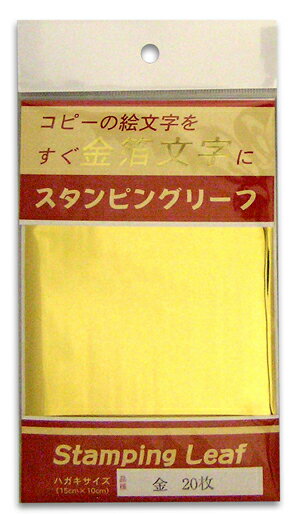 コピーの絵文字を
すぐ金箔文字に
スタンピングリーフ
Stamping Leaf
ハガキサイズ
(15cm×10cm)
品種
金 20枚